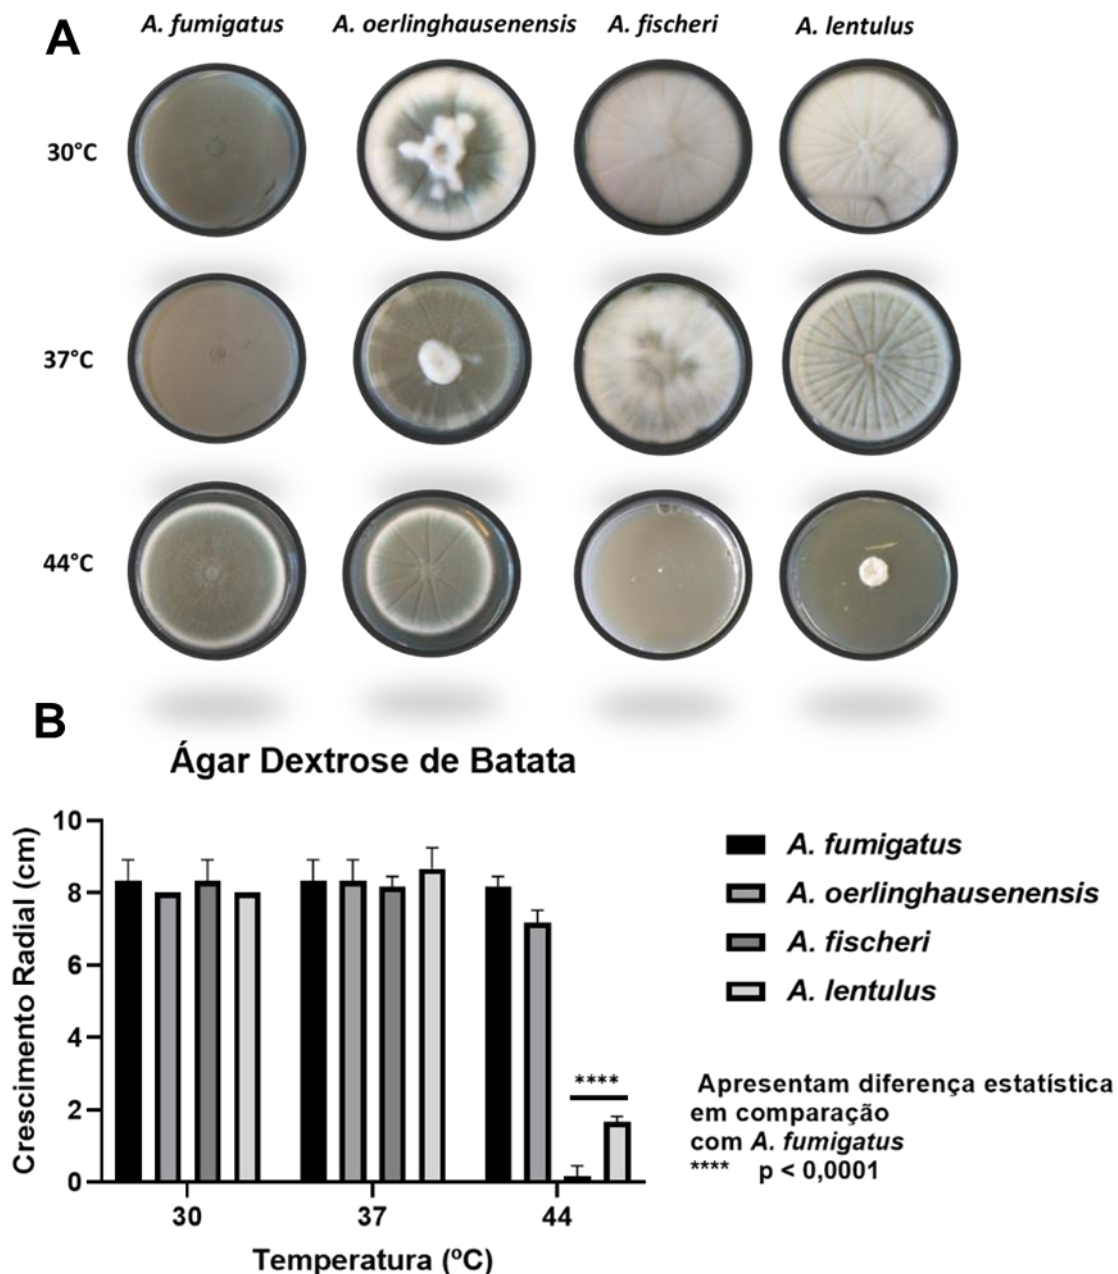 A
A. fumigatus A. oerlinghausenensis A. fischeri A. lentulus
30°C
37°C
44°C
B
Ágar Dextrose de Batata
Crescimento Radial (cm)
10
8
6
4
2
0
****
30 37 44
Temperatura (ºC)
A. fumigatus
A. oerlinghausenensis
A. fischeri
A. lentulus
Apresentam diferença estatística
em comparação
com A. fumigatus
**** p < 0,0001